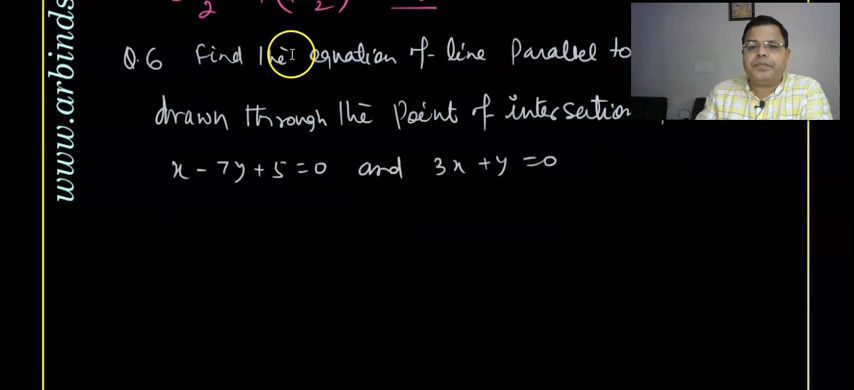 Q.6 Find the equation of line Parallel to
drawn through the Point of intersection
x - 7y + 5 = 0 and 3x + y = 0
www.arbinds